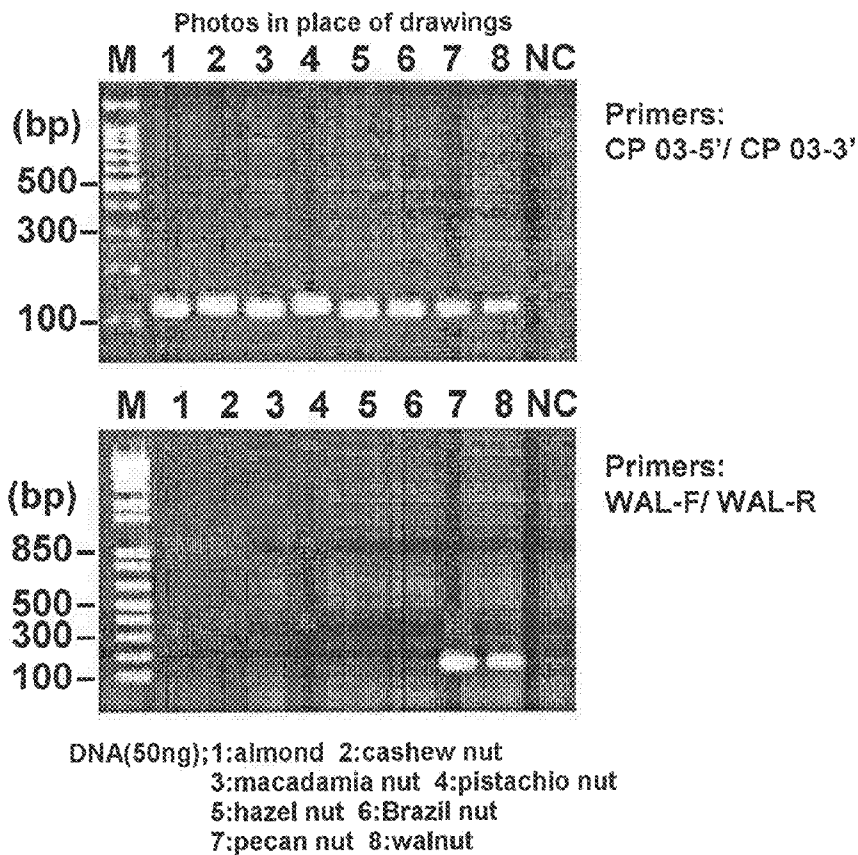 Photos in place of drawings
M 1 2 3 4 5 6 7 8 NC
(bp)
500
300
100
Primers:
CP 03-5'/ CP 03-3'
M 1 2 3 4 5 6 7 8 NC
(bp)
850
500
300
100
Primers:
WAL-F/ WAL-R
DNA(50ng);1:almond 2:cashew nut
3:macadamia nut 4:pistachio nut
5:hazel nut 6:Brazil nut
7:pecan nut 8:walnut